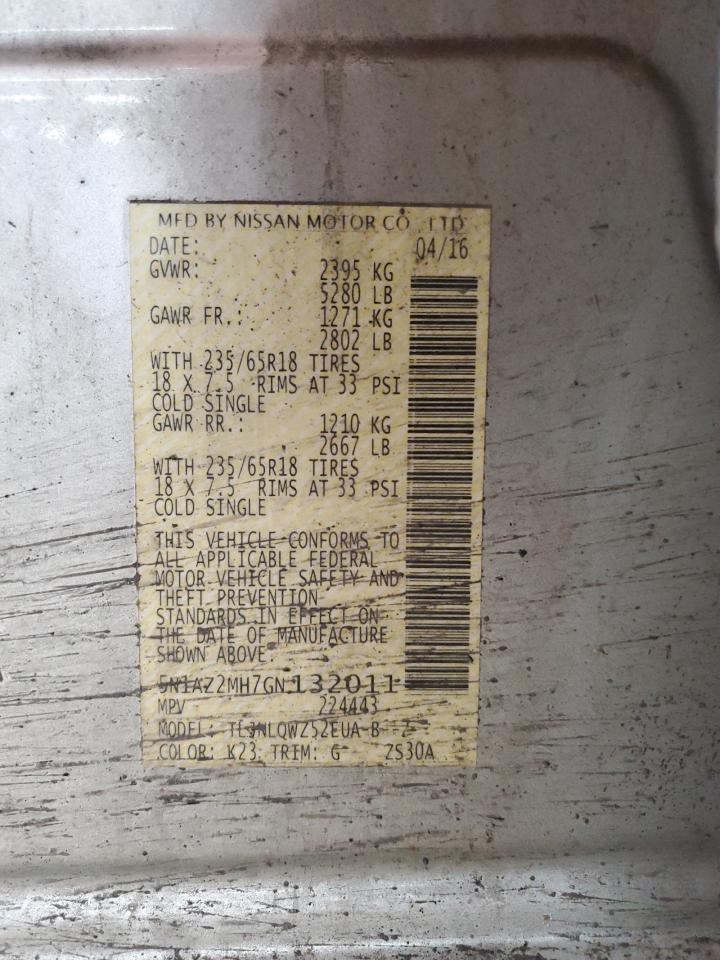 MFD BY NISSAN MOTOR CO., LTD
DATE: 04/16
GVWR: 2395 KG
5280 LB
GAWR FR.: 1271 KG
2802 LB
WITH 235/65R18 TIRES
18 X 7.5 RIMS AT 33 PSI
COLD SINGLE
GAWR RR.: 1210 KG
2667 LB
WITH 235/65R18 TIRES
18 X 7.5 RIMS AT 33 PSI
COLD SINGLE
THIS VEHICLE CONFORMS TO
ALL APPLICABLE FEDERAL
MOTOR VEHICLE SAFETY AND
THEFT PREVENTION
STANDARDS IN EFFECT ON
THE DATE OF MANUFACTURE
SHOWN ABOVE.
5N1AZ2MH7GN132011
MPV 224443
MODEL:
COLOR: K23 TRIM: G ZS30A